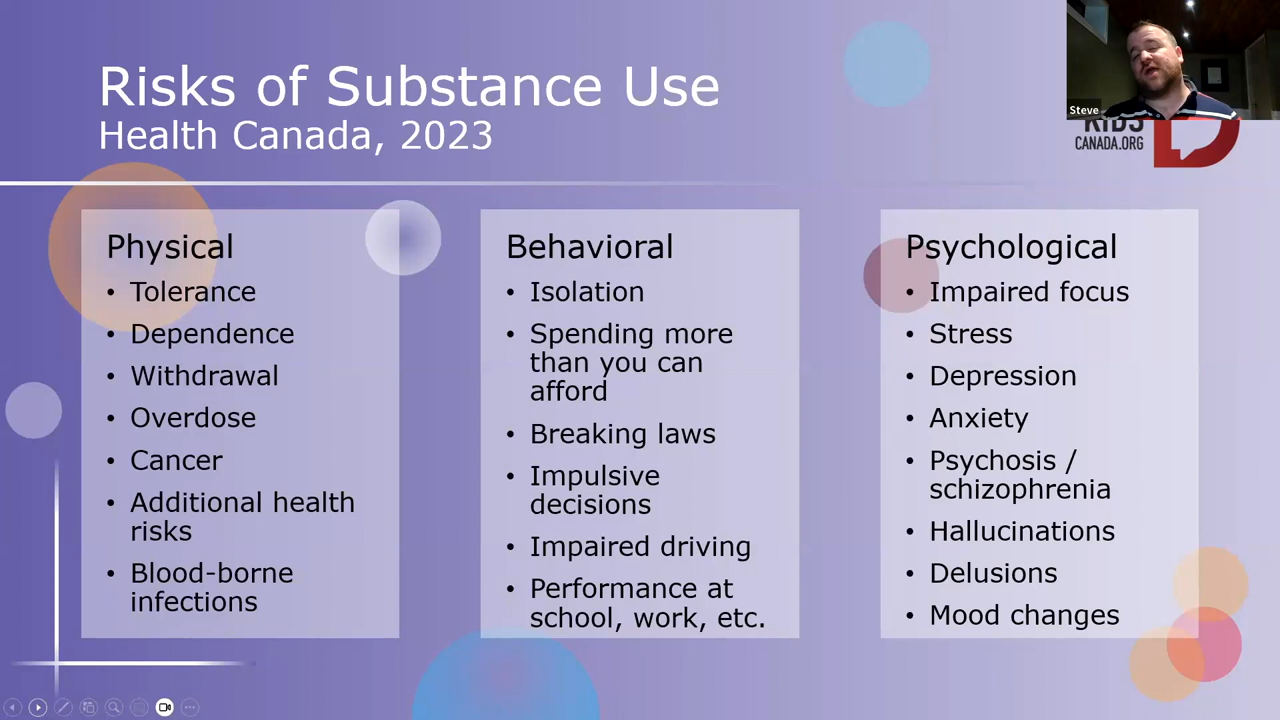 Risks of Substance Use
Health Canada, 2023
Steve
KIDS
CANADA.ORG
Physical
• Tolerance
• Dependence
• Withdrawal
• Overdose
• Cancer
• Additional health
risks
• Blood-borne
infections
Behavioral
• Isolation
• Spending more
than you can
afford
• Breaking laws
• Impulsive
decisions
• Impaired driving
• Performance at
school, work, etc.
Psychological
• Impaired focus
• Stress
• Depression
• Anxiety
• Psychosis /
schizophrenia
• Hallucinations
• Delusions
• Mood changes